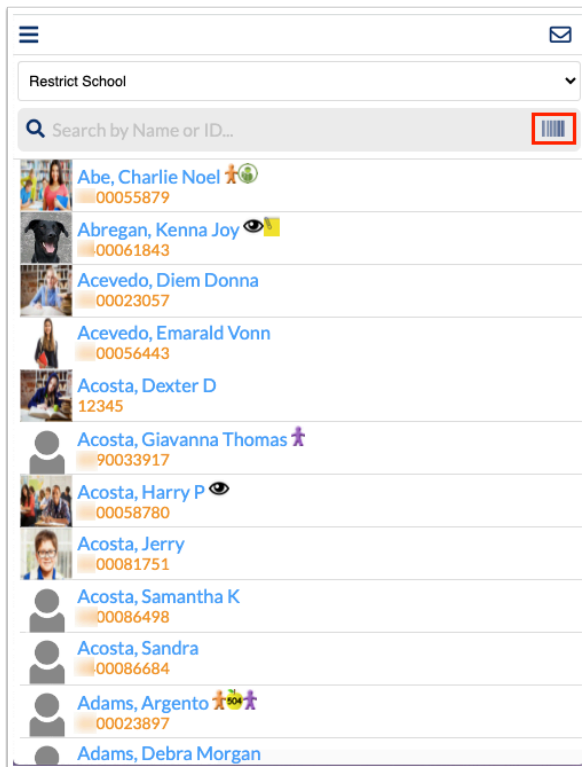 Restrict School
Search by Name or ID...
Abe, Charlie Noel
00055879
Abregan, Kenna Joy
00061843
Acevedo, Diem Donna
00023057
Acevedo, Emarald Vonn
00056443
Acosta, Dexter D
12345
Acosta, Giavanna Thomas
90033917
Acosta, Harry P
00058780
Acosta, Jerry
00081751
Acosta, Samantha K
00086498
Acosta, Sandra
00086684
Adams, Argento 504
00023897
Adams, Debra Morgan